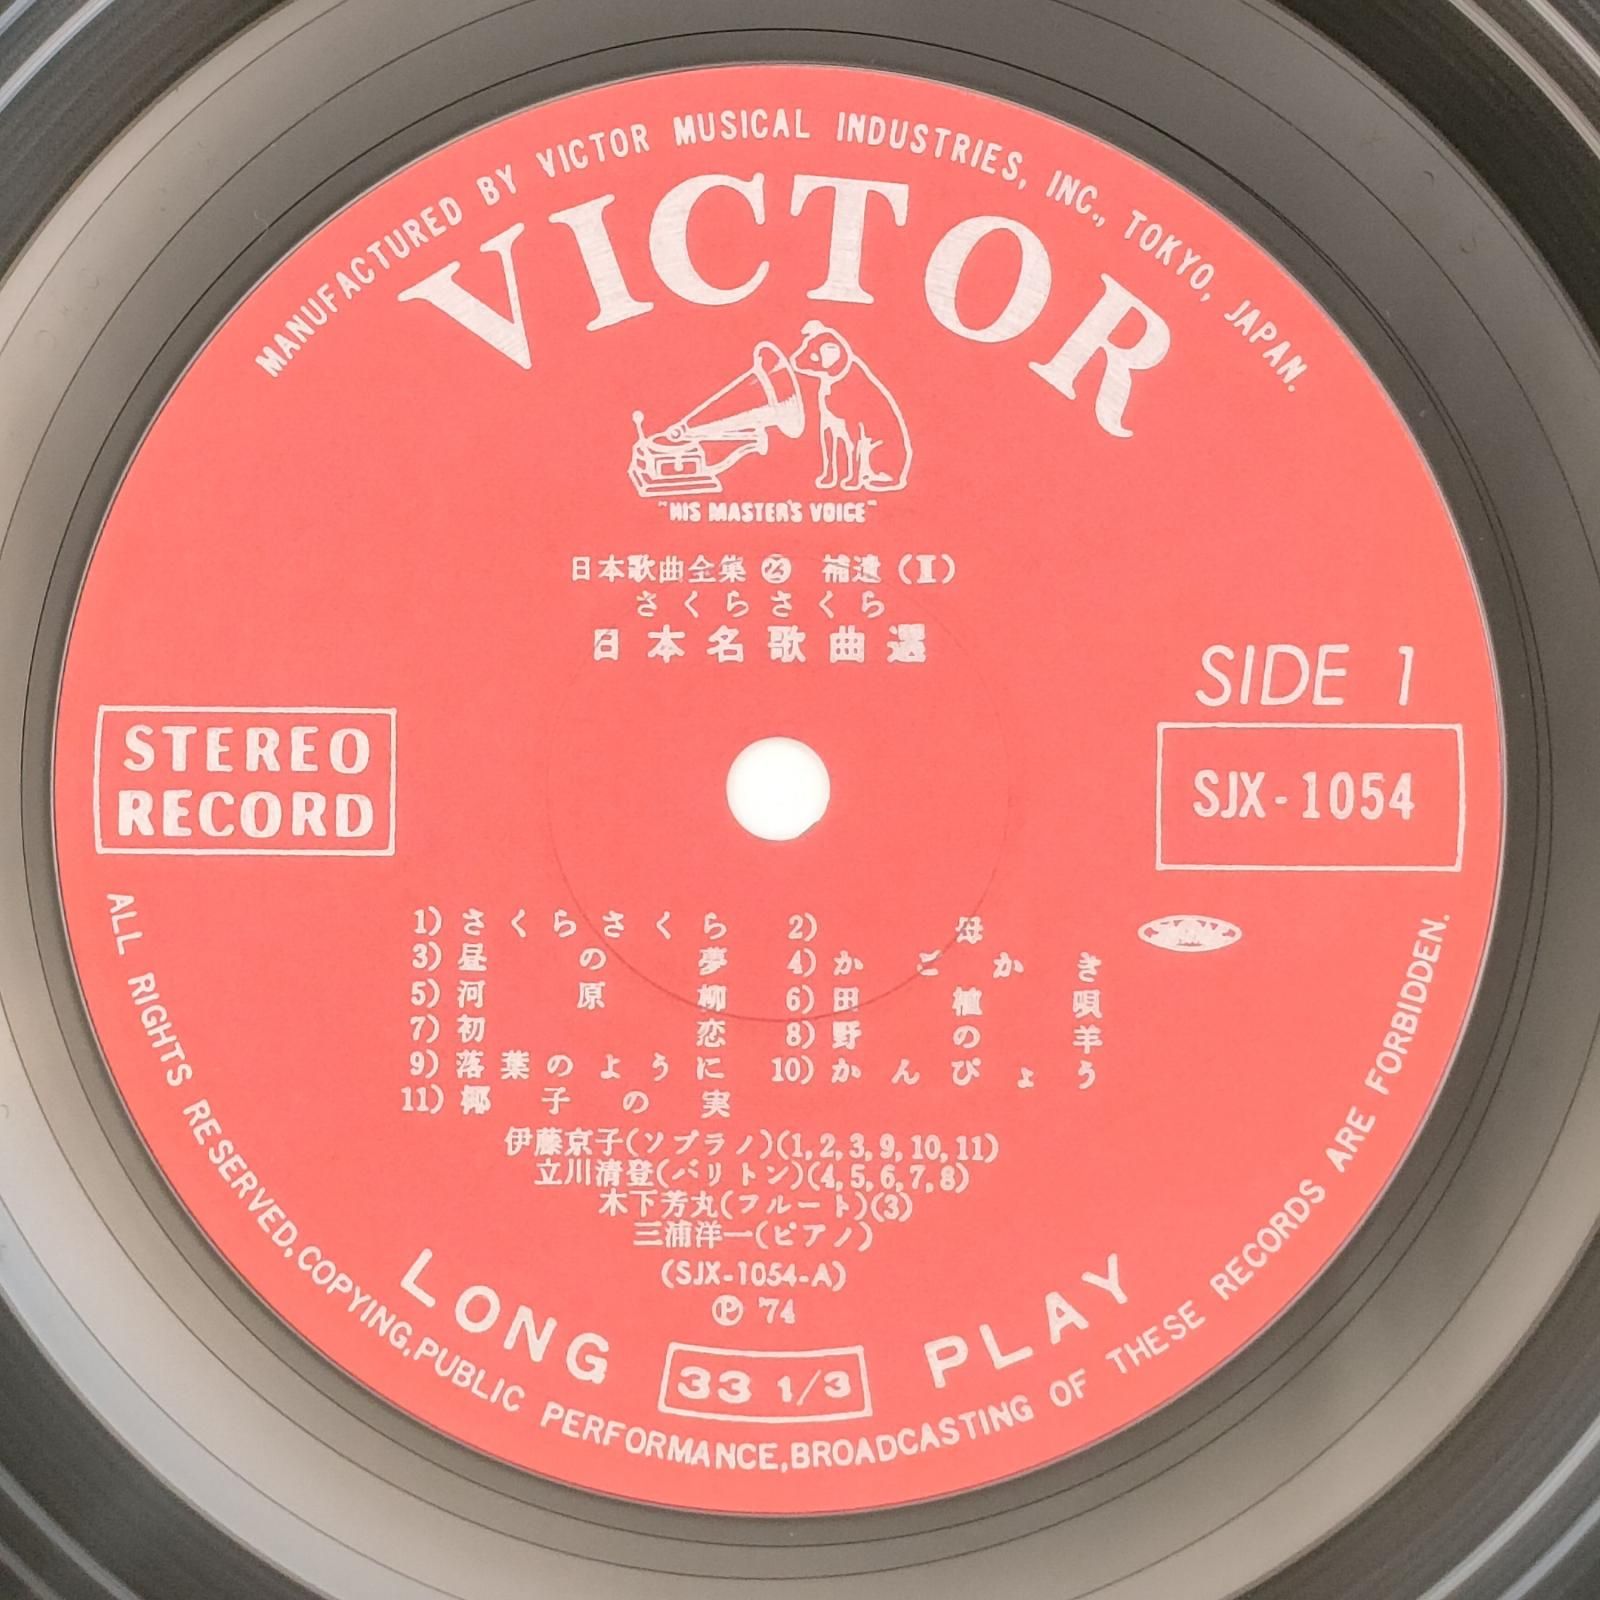 MANUFACTURED BY VICTOR MUSICAL INDUSTRIES, INC., TOKYO, JAPAN.
VICTOR
"HIS MASTER'S VOICE"
日本歌曲全集 ㉓ 補遺（Ⅱ）
さくらさくら
日本名歌曲選
SIDE 1
STEREO
RECORD
SJX-1054
1) さくらさくら 2) 母
3) 昼の夢 4) かごかき
5) 河原柳 6) 田植唄
7) 初恋 8) 野の羊
9) 落葉のように 10) かんぴょう
11) 椰子の実
伊藤京子(ソプラノ)(1, 2, 3, 9, 10, 11)
立川清登(バリトン)(4, 5, 6, 7, 8)
木下芳丸(フルート)(3)
三浦洋一(ピアノ)
(SJX-1054-A)
Ⓟ '74
LONG PLAY
33 1/3
ALL RIGHTS RESERVED, COPYING, PUBLIC PERFORMANCE, BROADCASTING OF THESE RECORDS ARE FORBIDDEN.